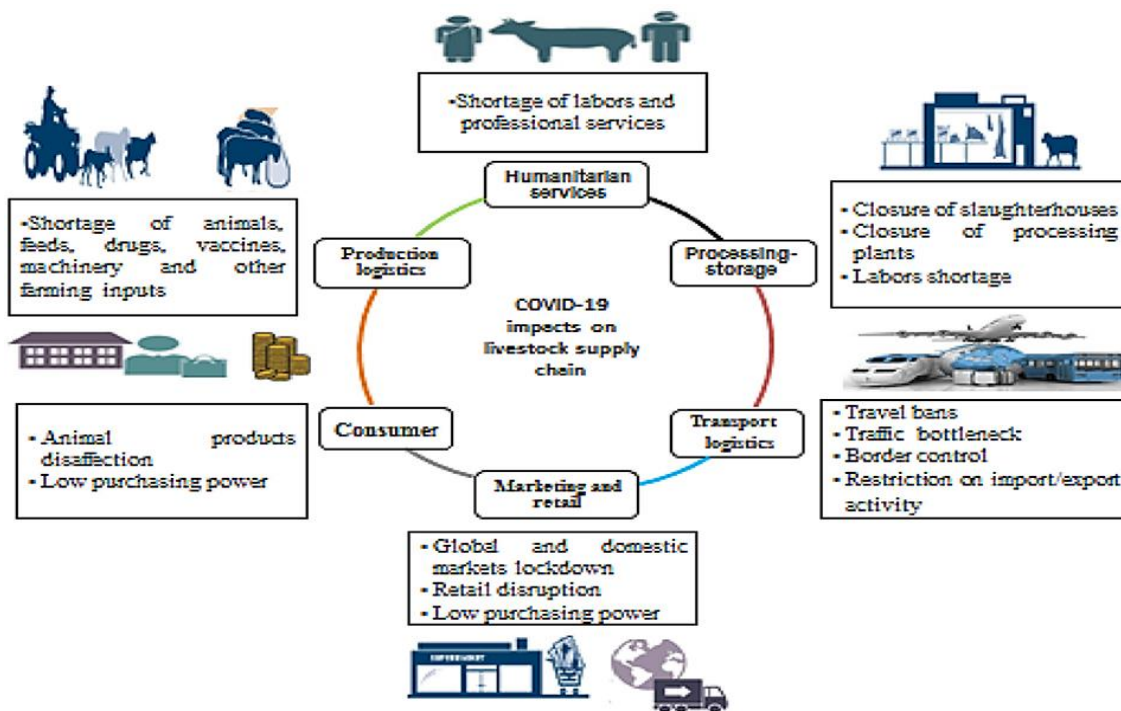 •Shortage of labors and
professional services
Humanitarian
services
•Shortage of animals,
feeds, drugs, vaccines,
machinery and other
farming inputs
Production
logistics
Processing-
storage
• Closure of slaughterhouses
• Closure of processing
plants
• Labors shortage
COVID-19
impacts on
livestock supply
chain
• Animal products
disaffection
• Low purchasing power
Consumer
Transport
logistics
• Travel bans
• Traffic bottleneck
• Border control
• Restriction on import/export
activity
Marketing and
retail
• Global and domestic
markets lockdown
• Retail disruption
• Low purchasing power
SUPERMARKET